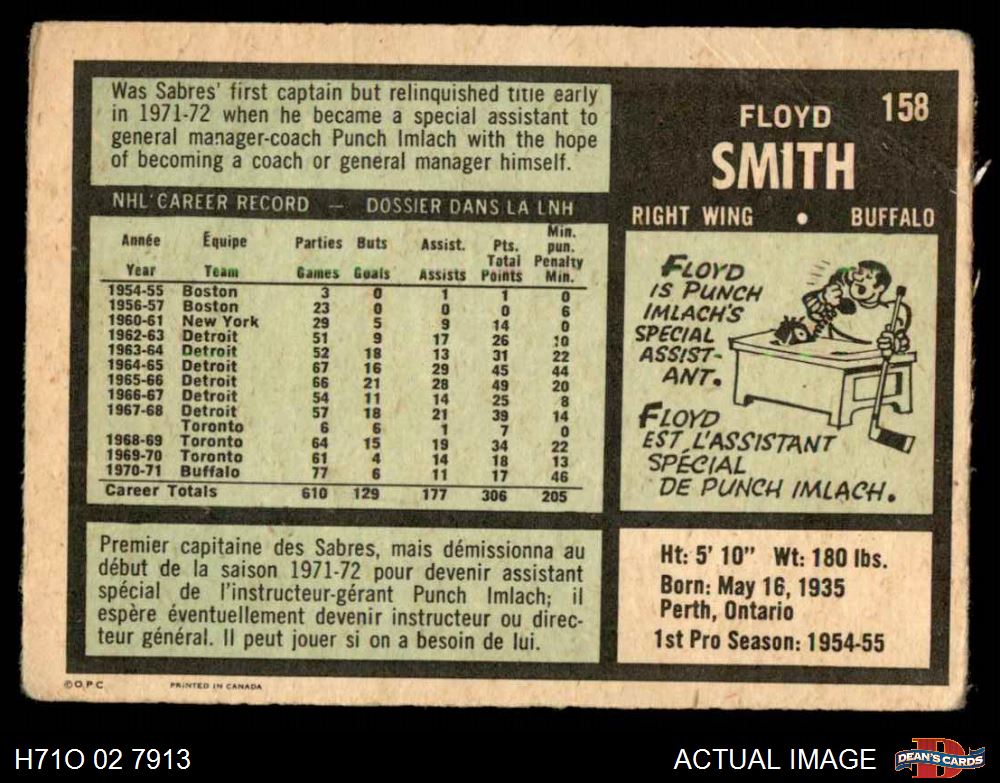 Was Sabres' first captain but relinquished title early
in 1971-72 when he became a special assistant to
general manager-coach Punch Imlach with the hope
of becoming a coach or general manager himself.
FLOYD 158
SMITH
RIGHT WING • BUFFALO
NHL CAREER RECORD — DOSSIER DANS LA LNH
Année Équipe Parties Buts Assist. Pts. Min. pun.
Year Team Games Goals Assists Total Points Penalty Min.
1954-55 Boston 3 0 1 1 0
1956-57 Boston 23 0 0 0 6
1960-61 New York 29 5 9 14 0
1962-63 Detroit 51 9 17 26 10
1963-64 Detroit 52 18 13 31 22
1964-65 Detroit 67 16 29 45 44
1965-66 Detroit 66 21 28 49 20
1966-67 Detroit 54 11 14 25 8
1967-68 Detroit 57 18 21 39 14
Toronto 6 6 1 7 0
1968-69 Toronto 64 15 19 34 22
1969-70 Toronto 61 4 14 18 13
1970-71 Buffalo 77 6 11 17 46
Career Totals 610 129 177 306 205
FLOYD
IS PUNCH
IMLACH'S
SPECIAL
ASSIST-
ANT.
FLOYD
EST L'ASSISTANT
SPÉCIAL
DE PUNCH IMLACH.
Premier capitaine des Sabres, mais démissionna au
début de la saison 1971-72 pour devenir assistant
spécial de l'instructeur-gérant Punch Imlach; il
espère éventuellement devenir instructeur ou direc-
teur général. Il peut jouer si on a besoin de lui.
Ht: 5' 10" Wt: 180 lbs.
Born: May 16, 1935
Perth, Ontario
1st Pro Season: 1954-55
©O.P.C. PRINTED IN CANADA
H71O 02 7913
ACTUAL IMAGE
DEAN'S CARDS